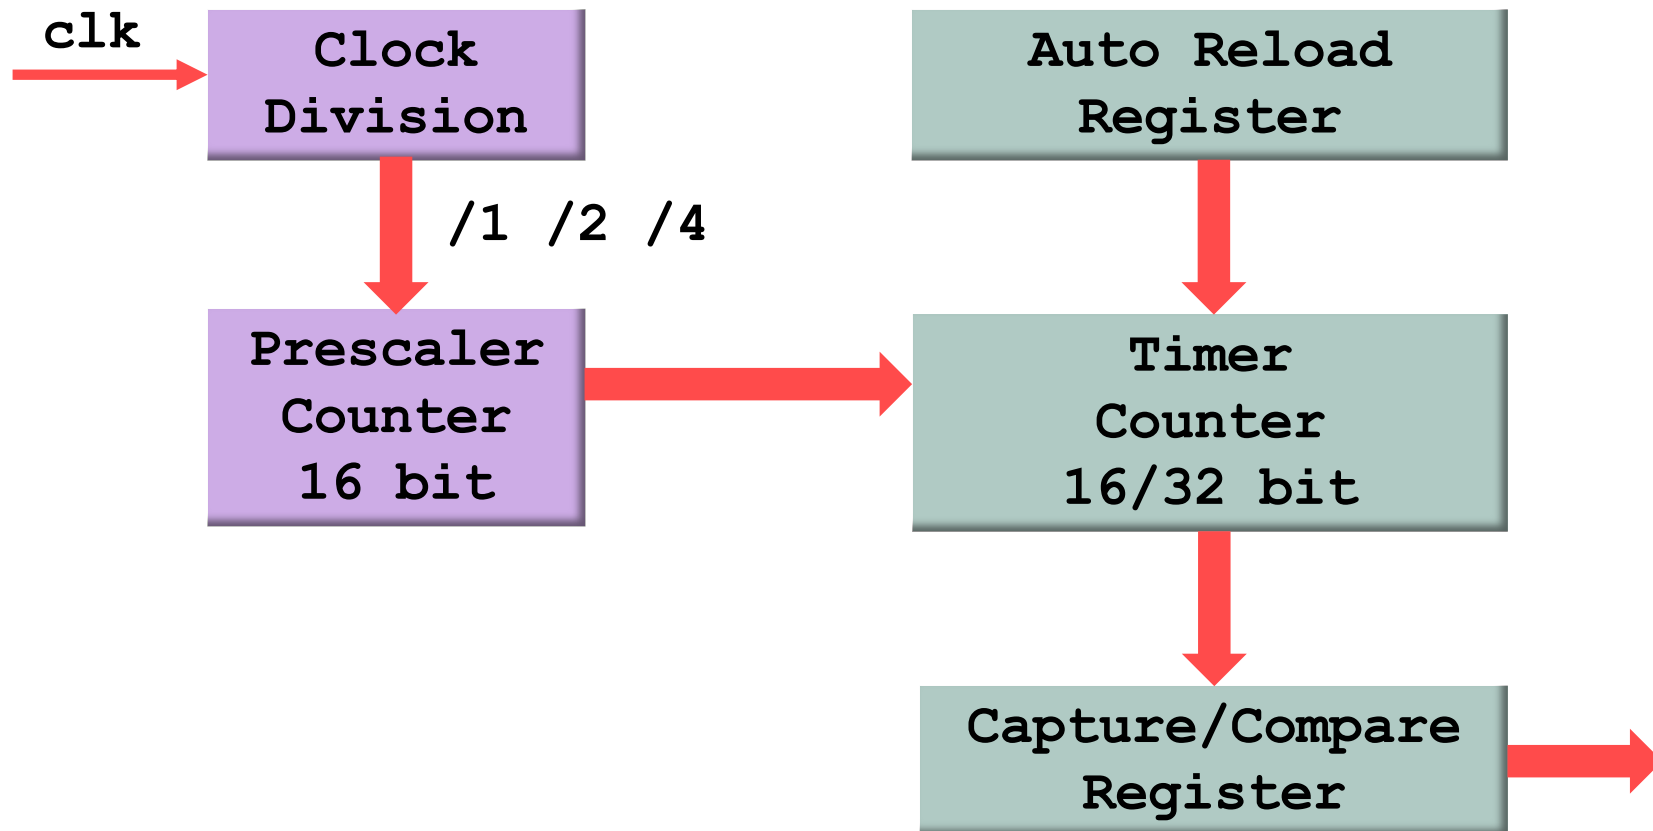 clk
Clock
Division
/1 /2 /4
Prescaler
Counter
16 bit
Auto Reload
Register
Timer
Counter
16/32 bit
Capture/Compare
Register